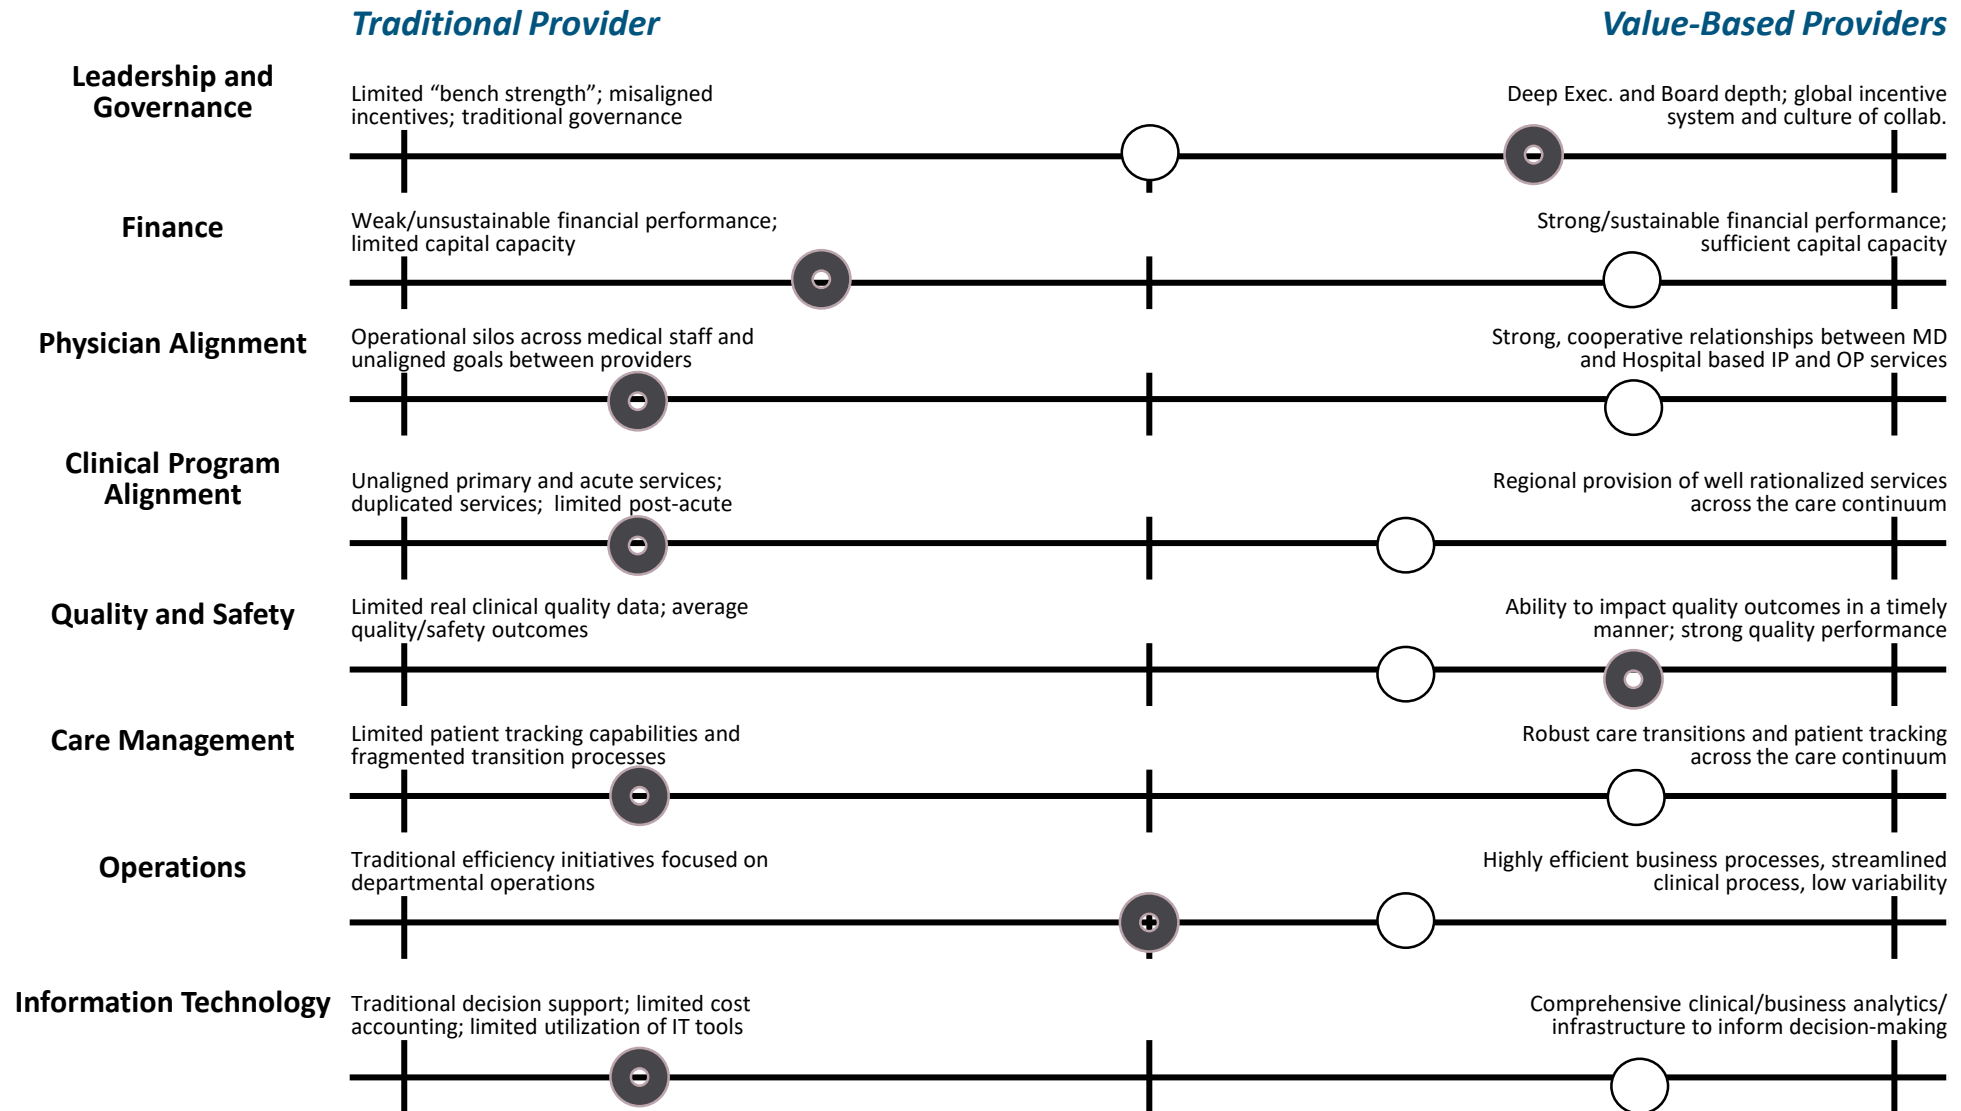 Traditional Provider
Value-Based Providers
Leadership and
Governance
Limited “bench strength”; misaligned
incentives; traditional governance
Deep Exec. and Board depth; global incentive
system and culture of collab.
Finance
Weak/unsustainable financial performance;
limited capital capacity
Strong/sustainable financial performance;
sufficient capital capacity
Physician Alignment
Operational silos across medical staff and
unaligned goals between providers
Strong, cooperative relationships between MD
and Hospital based IP and OP services
Clinical Program
Alignment
Unaligned primary and acute services;
duplicated services;  limited post-acute
Regional provision of well rationalized services
across the care continuum
Quality and Safety
Limited real clinical quality data; average
quality/safety outcomes
Ability to impact quality outcomes in a timely
manner; strong quality performance
Care Management
Limited patient tracking capabilities and
fragmented transition processes
Robust care transitions and patient tracking
across the care continuum
Operations
Traditional efficiency initiatives focused on
departmental operations
Highly efficient business processes, streamlined
clinical process, low variability
Information Technology
Traditional decision support; limited cost
accounting; limited utilization of IT tools
Comprehensive clinical/business analytics/
infrastructure to inform decision-making